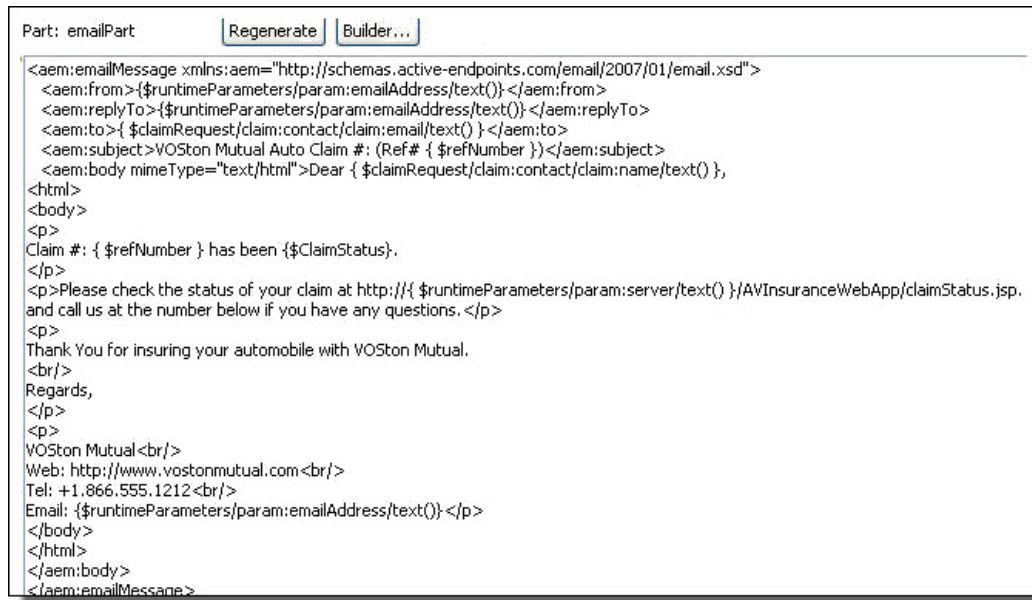 Part: emailPart Regenerate Builder...
<aem:emailMessage xmlns:aem="http://schemas.active-endpoints.com/email/2007/01/email.xsd">
<aem:from>{$runtimeParameters/param:emailAddress/text()}</aem:from>
<aem:replyTo>{$runtimeParameters/param:emailAddress/text()}</aem:replyTo>
<aem:to>{ $claimRequest/claim:contact/claim:email/text() }</aem:to>
<aem:subject>VOSton Mutual Auto Claim #: (Ref# { $refNumber })</aem:subject>
<aem:body mimeType="text/html">Dear { $claimRequest/claim:contact/claim:name/text() },
<html>
<body>
<p>
Claim #: { $refNumber } has been {$ClaimStatus}.
</p>
<p>Please check the status of your claim at http://{ $runtimeParameters/param:server/text() }/AVInsuranceWebApp/claimStatus.jsp.
and call us at the number below if you have any questions.</p>
<p>
Thank You for insuring your automobile with VOSton Mutual.
<br/>
Regards,
</p>
<p>
VOSton Mutual<br/>
Web: http://www.vostonmutual.com<br/>
Tel: +1.866.555.1212<br/>
Email: {$runtimeParameters/param:emailAddress/text()}</p>
</body>
</html>
</aem:body>
</aem:emailMessage>